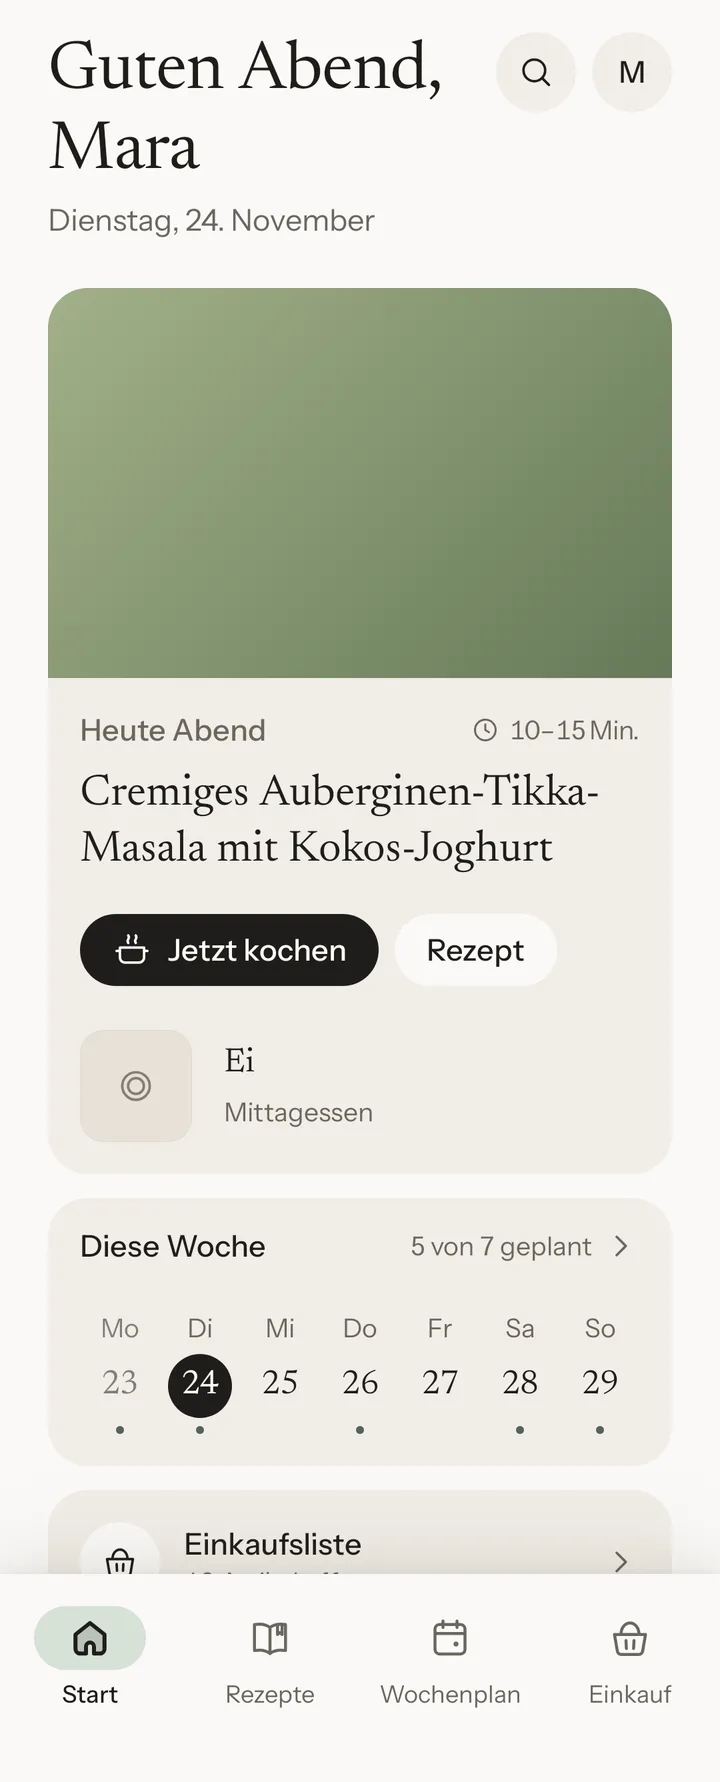 Guten Abend,
Mara
M
Dienstag, 24. November
Heute Abend
10–15 Min.
Cremiges Auberginen-Tikka-
Masala mit Kokos-Joghurt
Jetzt kochen
Rezept
Ei
Mittagessen
Diese Woche
5 von 7 geplant
Mo Di Mi Do Fr Sa So
23 24 25 26 27 28 29
Einkaufsliste
Start Rezepte Wochenplan Einkauf